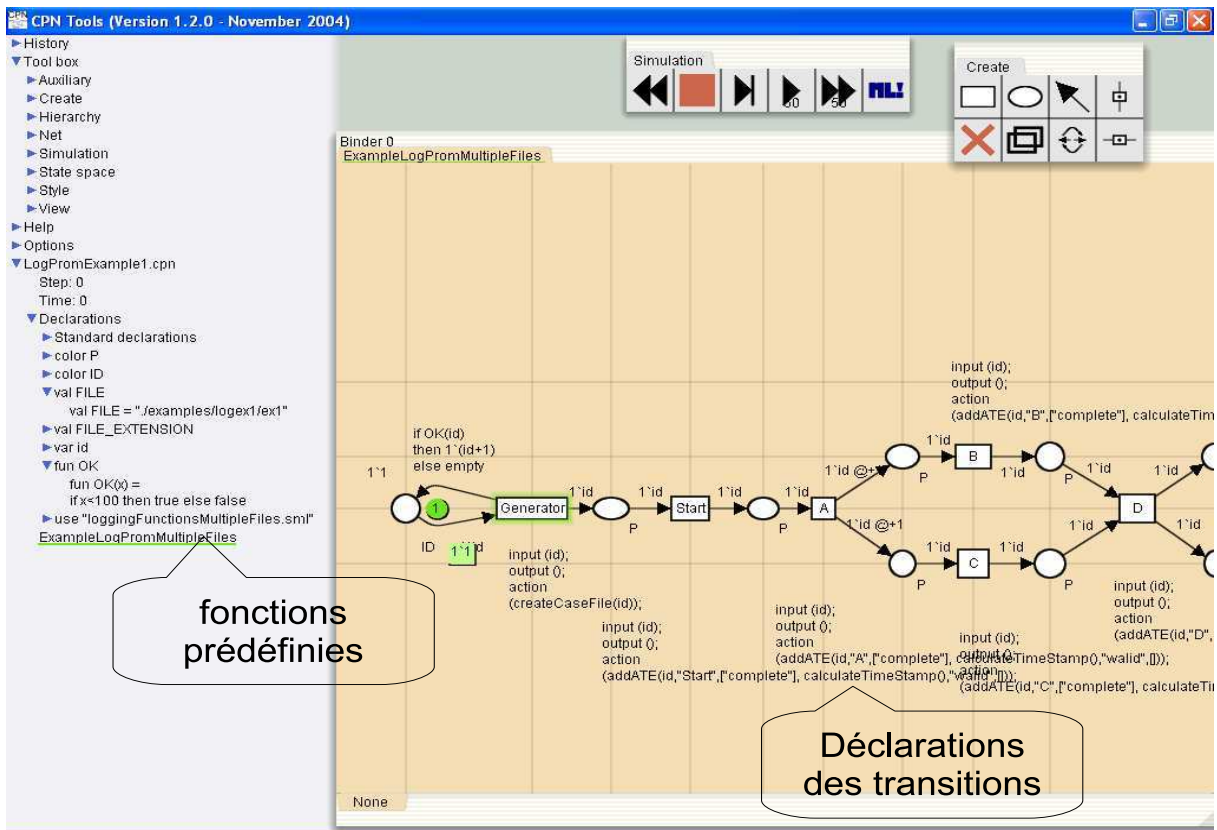 CPN Tools (Version 1.2.0 - November 2004)
History
Tool box
Auxiliary
Create
Hierarchy
Net
Simulation
State space
Style
View
Help
Options
LogPromExample1.cpn
Step: 0
Time: 0
Declarations
Standard declarations
color P
color ID
val FILE
val FILE = "./examples/logex1/ex1"
val FILE_EXTENSION
var id
fun OK
fun OK(x) =
if x<100 then true else false
use "loggingFunctionsMultipleFiles.sml"
ExampleLogPromMultipleFiles
fonctions
prédéfinies
Simulation
50
50
ML!
Create
Binder 0
ExampleLogPromMultipleFiles
if OK(id)
then 1`(id+1)
else empty
1`1
1
ID
1`1
Generator
1`id
P
1`id
Start
1`id
P
1`id
A
1`id @+1
P
1`id
B
1`id
P
1`id
1`id
D
1`id
1`id
P
1`id
C
1`id
P
input (id);
output ();
action
(createCaseFile(id));
input (id);
output ();
action
(addATE(id,"Start",["complete"], calculateTimeStamp(),"walid",[]));
input (id);
output ();
action
(addATE(id,"A",["complete"], calculateTimeStamp(),"walid",[]));
input (id);
output ();
action
(addATE(id,"B",["complete"], calculateTim
input (id);
output ();
action
(addATE(id,"C",["complete"], calculateTi
input (id);
output ();
action
(addATE(id,"D",
Déclarations
des transitions
None